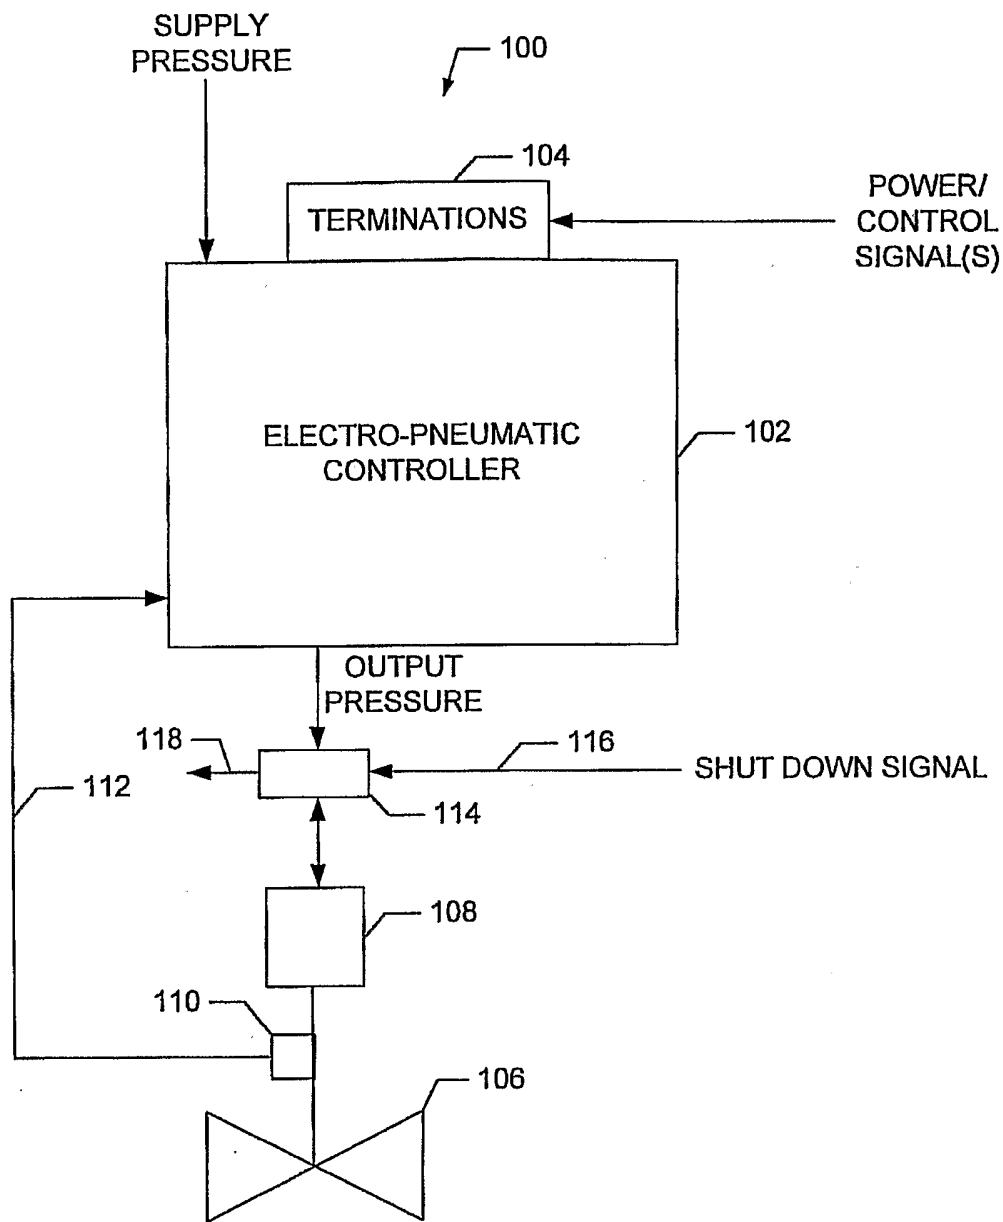 SUPPLY
PRESSURE
100
104
TERMINATIONS
POWER/
CONTROL
SIGNAL(S)
ELECTRO-PNEUMATIC
CONTROLLER
102
OUTPUT
PRESSURE
118
116
SHUT DOWN SIGNAL
112
114
108
110
106